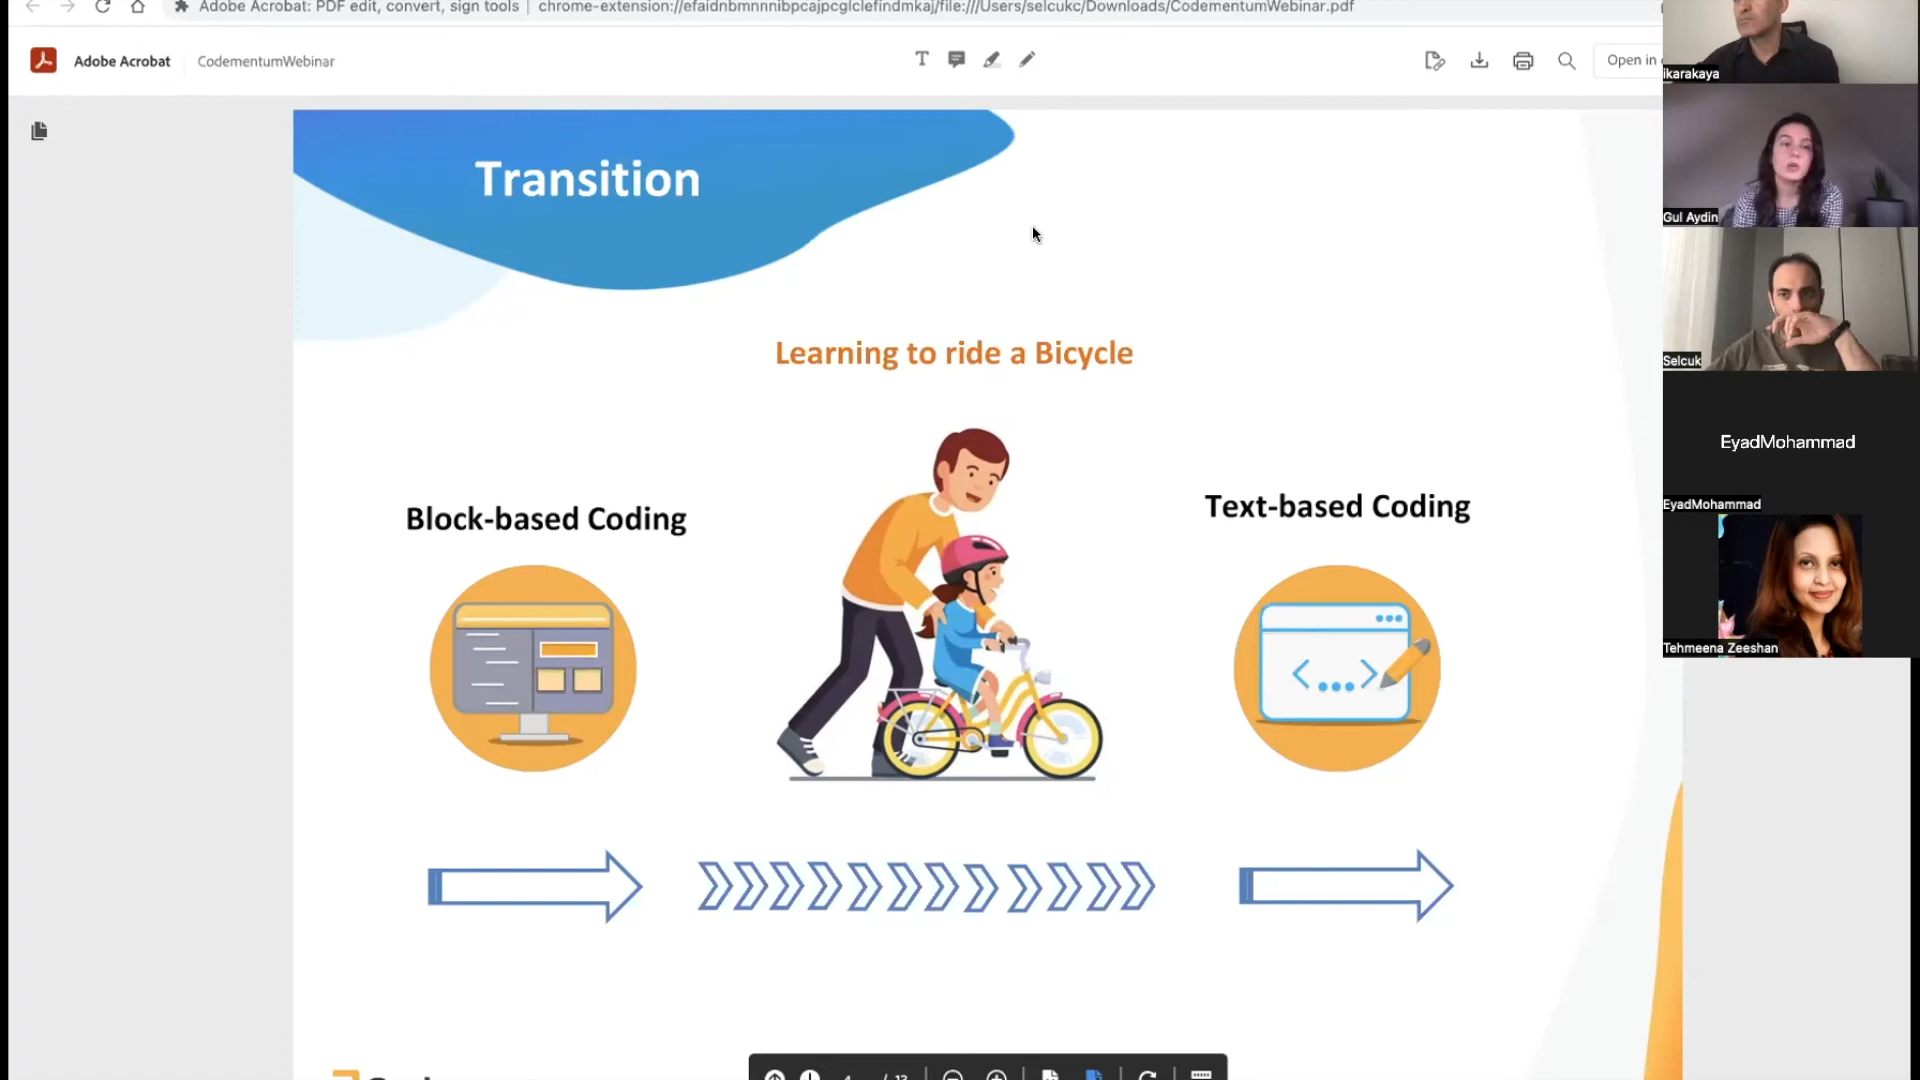 Adobe Acrobat: PDF edit, convert, sign tools | chrome-extension://efaidnbmnnnibpcajpcglclefindmkaj/file:///Users/selcukc/Downloads/CodementumWebinar.pdf
Adobe Acrobat CodementumWebinar
Open in
ikarakaya
Transition
Gul Aydin
Learning to ride a Bicycle
Selcuk
EyadMohammad
Block-based Coding
Text-based Coding
EyadMohammad
Tehmeena Zeeshan
4 / 13